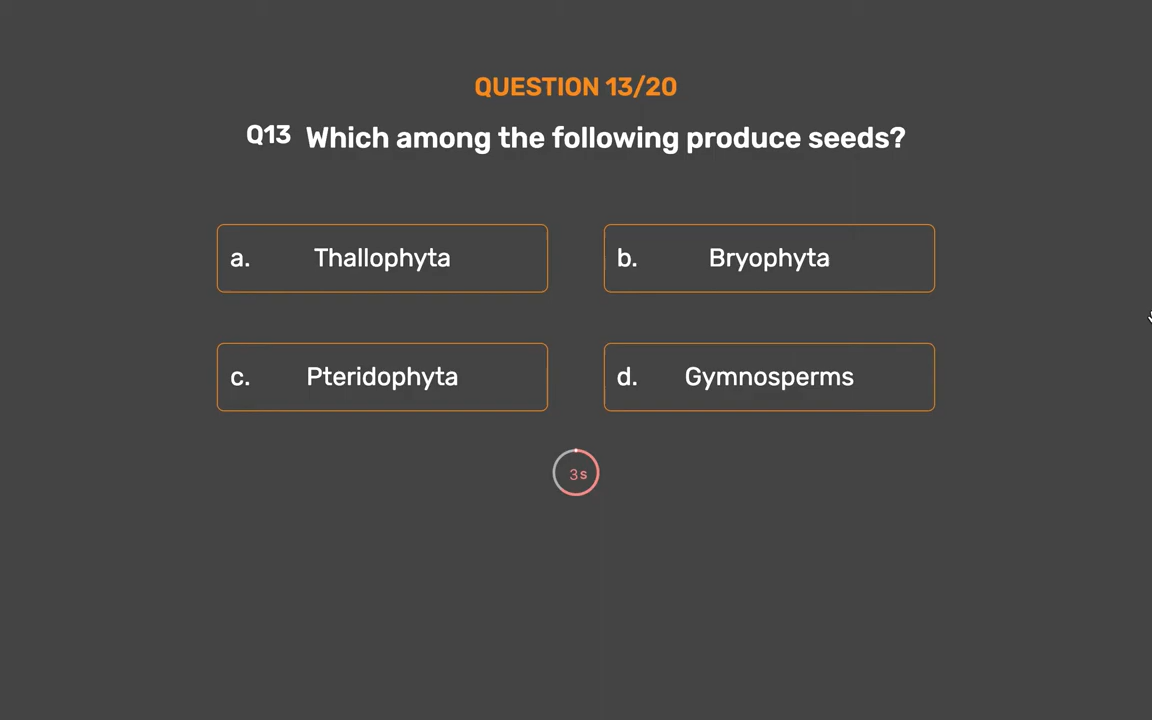 QUESTION 13/20
Q13 Which among the following produce seeds?
a. Thallophyta
b. Bryophyta
c. Pteridophyta
d. Gymnosperms
3s